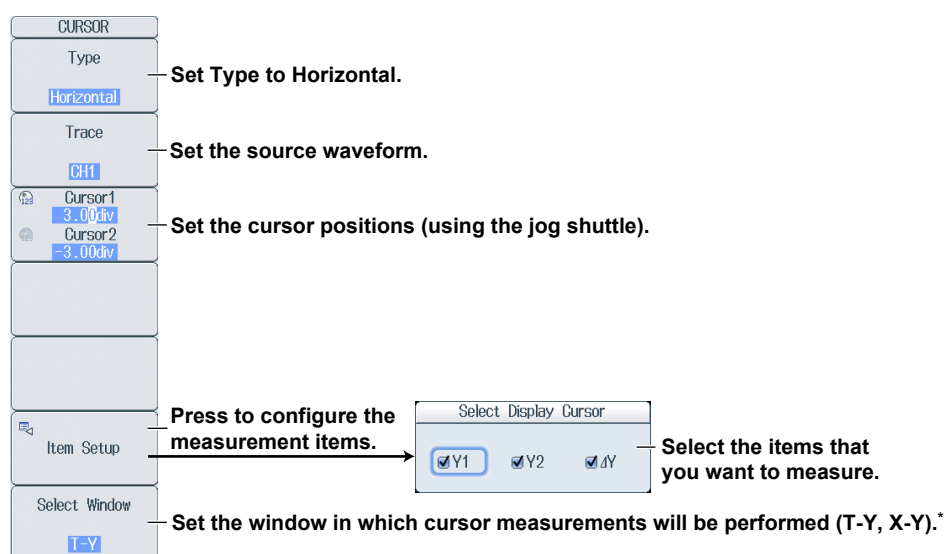 CURSOR
Type
Horizontal
Set Type to Horizontal.
Trace
CH1
Set the source waveform.
Cursor1
3.00div
Cursor2
-3.00div
Set the cursor positions (using the jog shuttle).
Item Setup
Press to configure the
measurement items.
Select Display Cursor
Y1
Y2
ΔY
Select the items that
you want to measure.
Select Window
T-Y
Set the window in which cursor measurements will be performed (T-Y, X-Y).*